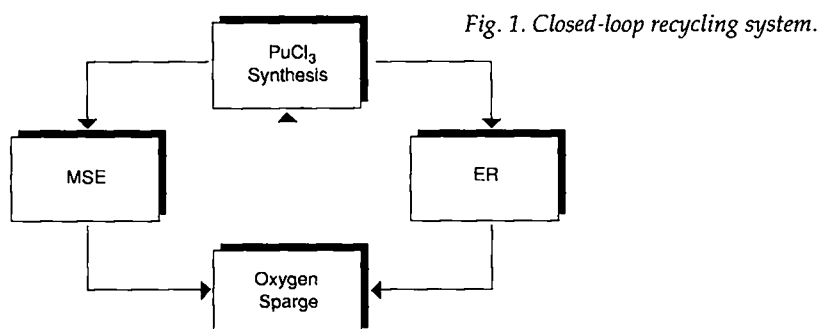 Fig. 1. Closed-loop recycling system.
PuCl₃
Synthesis
MSE
ER
Oxygen
Sparge